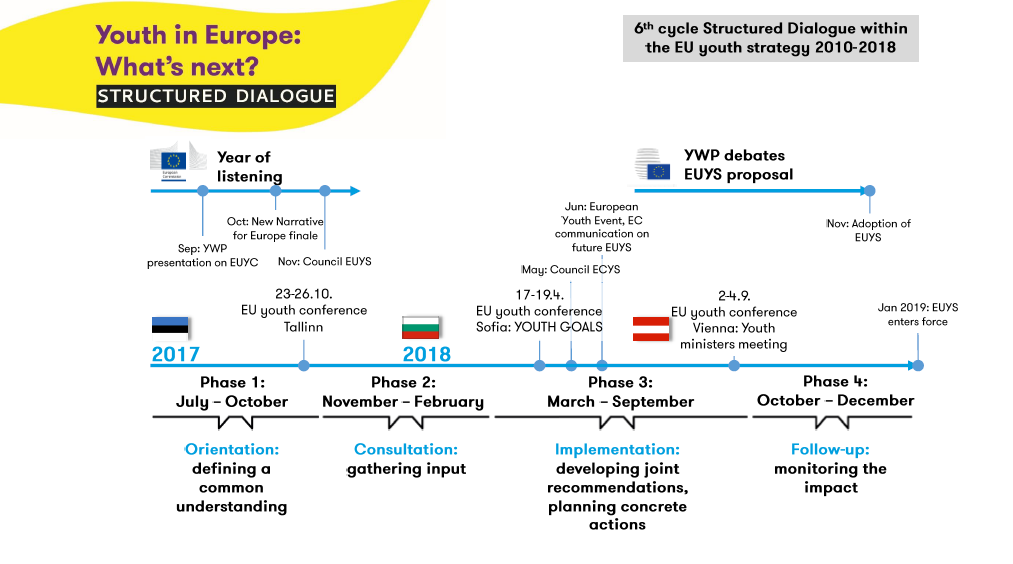 Youth in Europe:
What's next?
STRUCTURED DIALOGUE
6th cycle Structured Dialogue within
the EU youth strategy 2010-2018
European
Commission
Year of
listening
YWP debates
EUYS proposal
Oct: New Narrative
for Europe finale
Sep: YWP
presentation on EUYC
Nov: Council EUYS
Jun: European
Youth Event, EC
communication on
future EUYS
May: Council ECYS
Nov: Adoption of
EUYS
23-26.10.
EU youth conference
Tallinn
17-19.4.
EU youth conference
Sofia: YOUTH GOALS
2-4.9.
EU youth conference
Vienna: Youth
ministers meeting
Jan 2019: EUYS
enters force
2017
2018
Phase 1:
July – October
Phase 2:
November – February
Phase 3:
March – September
Phase 4:
October – December
Orientation:
defining a
common
understanding
Consultation:
gathering input
Implementation:
developing joint
recommendations,
planning concrete
actions
Follow-up:
monitoring the
impact